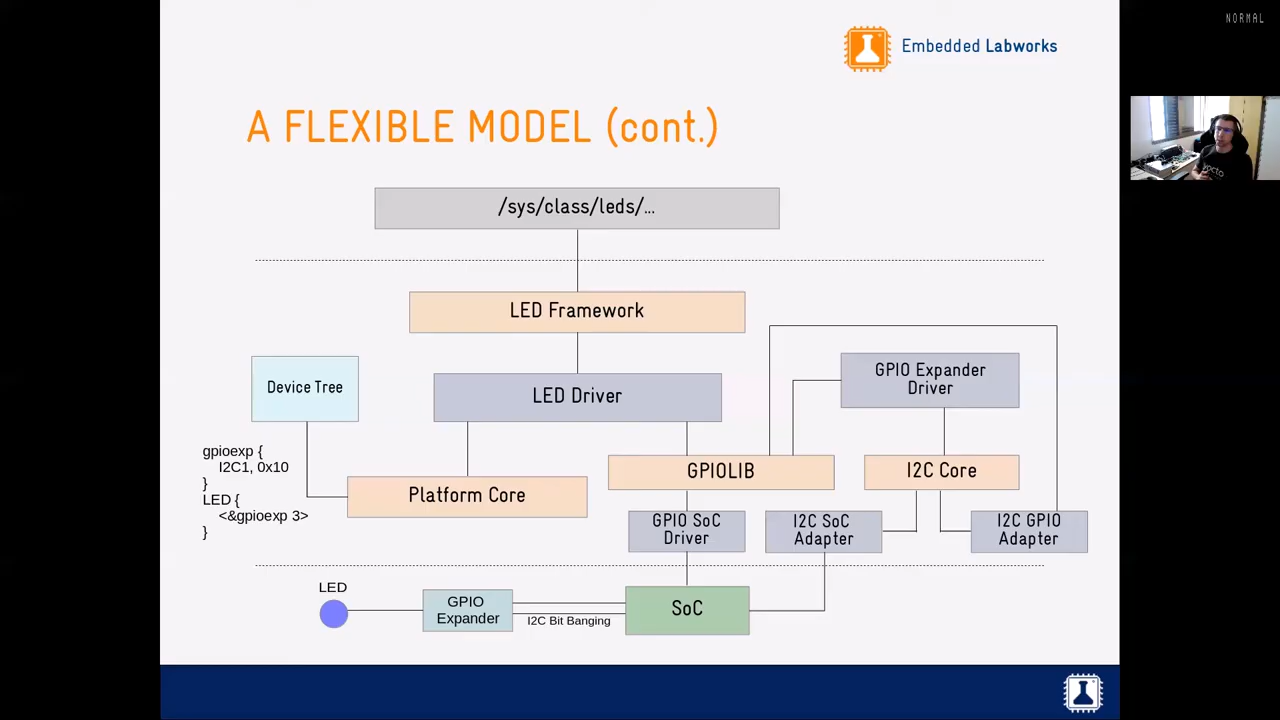 NORMAL
Embedded Labworks
A FLEXIBLE MODEL (cont.)
/sys/class/leds/...
LED Framework
Device Tree
LED Driver
GPIO Expander
Driver
gpioexp {
I2C1, 0x10
}
LED {
<&gpioexp 3>
}
Platform Core
GPIOLIB
I2C Core
GPIO SoC
Driver
I2C SoC
Adapter
I2C GPIO
Adapter
LED
GPIO
Expander
I2C Bit Banging
SoC
yocto